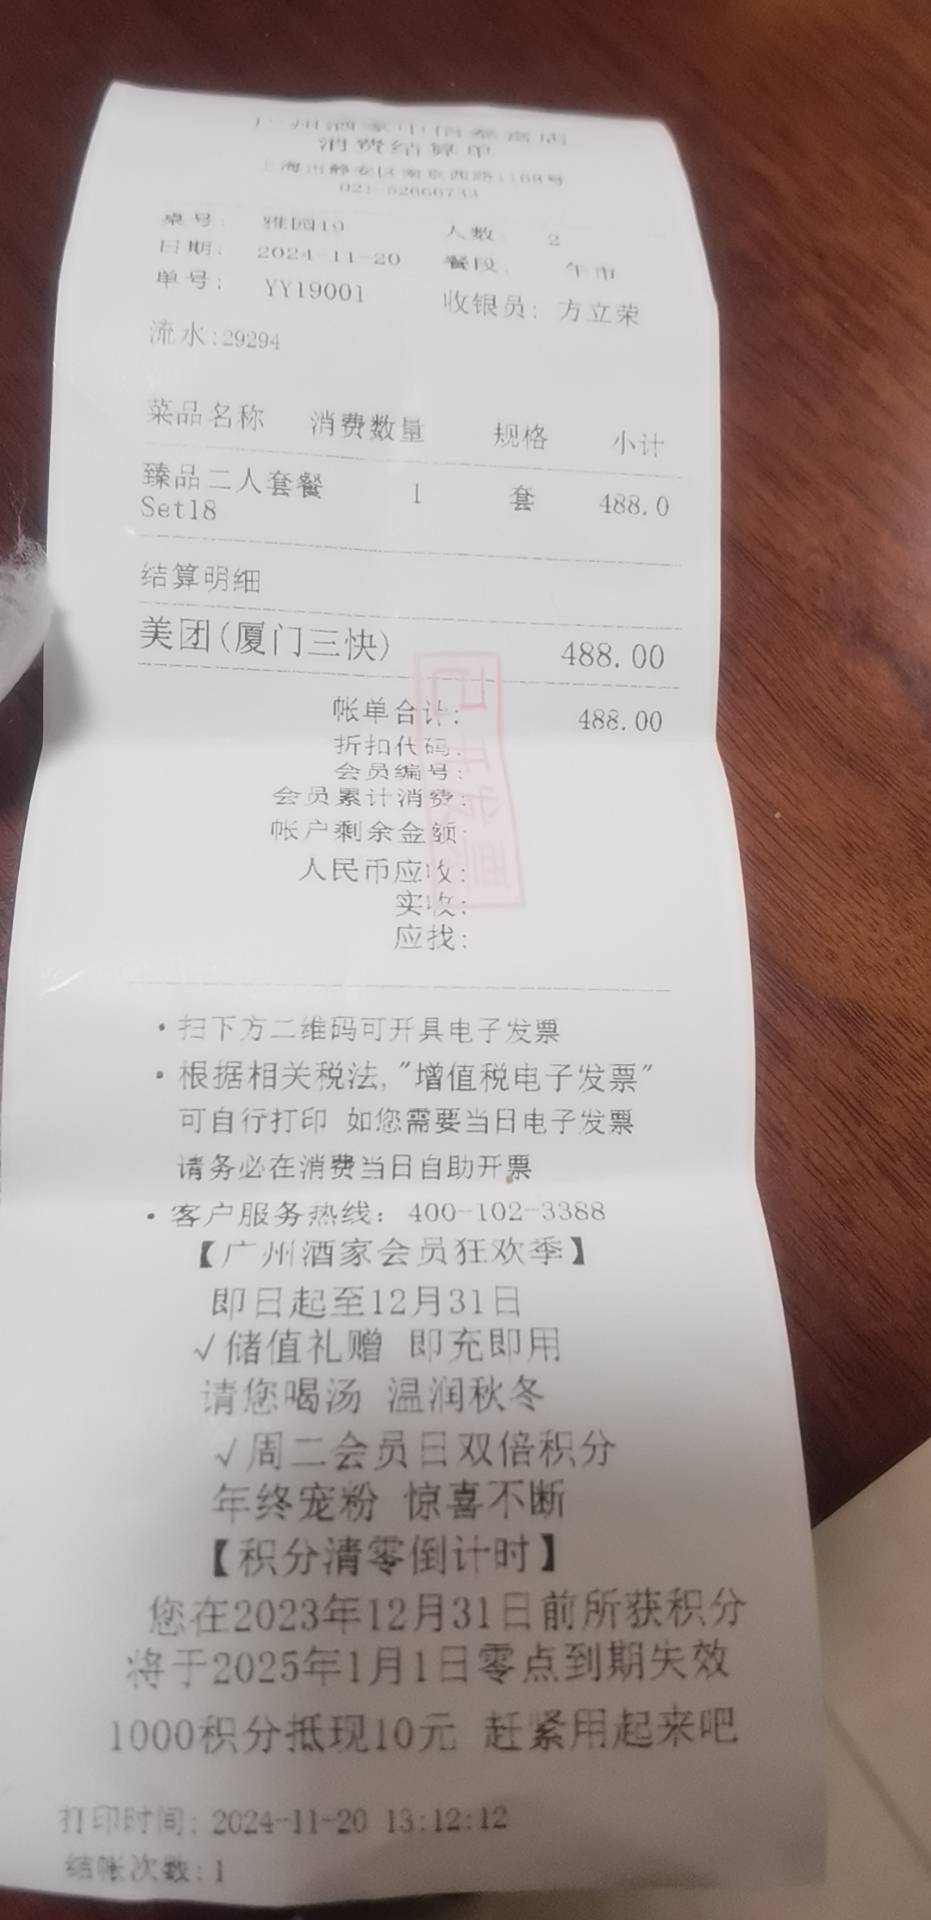 广州酒家中信泰富店
消费结算单
上海市静安区南京西路1168号
021-52666733
桌号: 雅园19 人数: 2
日期: 2024-11-20 餐段: 午市
单号: YY19001 收银员: 方立荣
流水:29294
菜品名称 消费数量 规格 小计
臻品二人套餐 1 套 488.0
Set18
结算明细
美团(厦门三快) 488.00
帐单合计: 488.00
折扣代码:
会员编号:
会员累计消费:
帐户剩余金额:
人民币应收:
实收:
应找:
已开发票
·扫下方二维码可开具电子发票
·根据相关税法,"增值税电子发票"
可自行打印 如您需要当日电子发票
请务必在消费当日自助开票
·客户服务热线: 400-102-3388
【广州酒家会员狂欢季】
即日起至12月31日
√储值礼赠 即充即用
请您喝汤 温润秋冬
√周二会员日双倍积分
年终宠粉 惊喜不断
【积分清零倒计时】
您在2023年12月31日前所获积分
将于2025年1月1日零点到期失效
1000积分抵现10元 赶紧用起来吧
打印时间: 2024-11-20 13:12:12
结帐次数:1